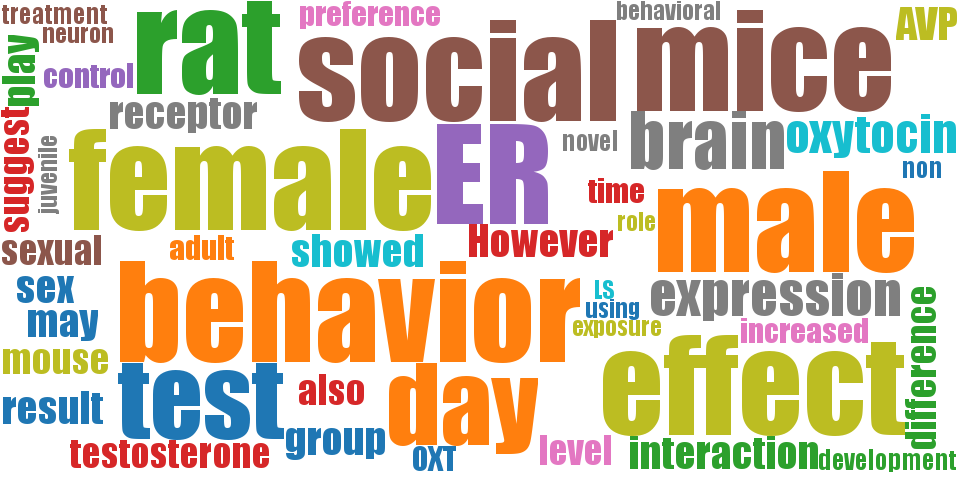 treatment
neuron
rat
preference
behavioral
AVP
play
control
social
mice
receptor
suggest
juvenile
female
ER
novel
brain
oxytocin
non
time
male
role
sexual
adult
showed
However
sex
may
behavior
LS
using
exposure
expression
increased
difference
mouse
effect
result
test
also
day
group
testosterone
OXT
level
interaction
development